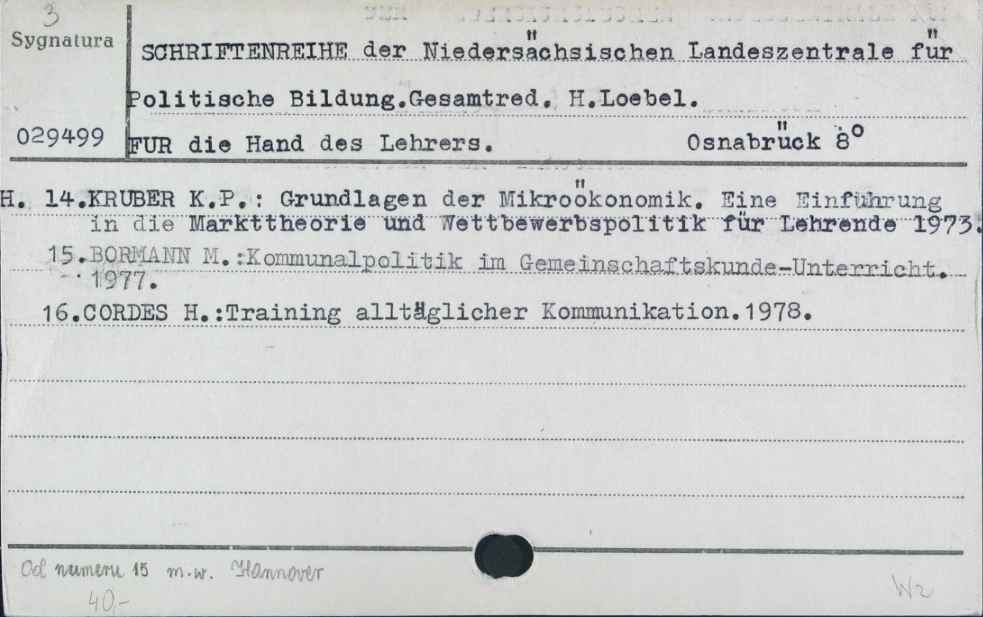 3
Sygnatura
SCHRIFTENREIHE der Niedersächsischen Landeszentrale für
Politische Bildung.Gesamtred. H.Loebel.
029499
FUR die Hand des Lehrers. Osnabrück 8°
H. 14.KRUBER K.P.: Grundlagen der Mikroökonomik. Eine Einführung
in die Markttheorie und Wettbewerbspolitik für Lehrende 1973.
15.BORMANN M.:Kommunalpolitik im Gemeinschaftskunde-Unterricht.
1977.
16.CORDES H.:Training alltäglicher Kommunikation.1978.
Od numeru 15 m.w. Hannover
40,-
Wz